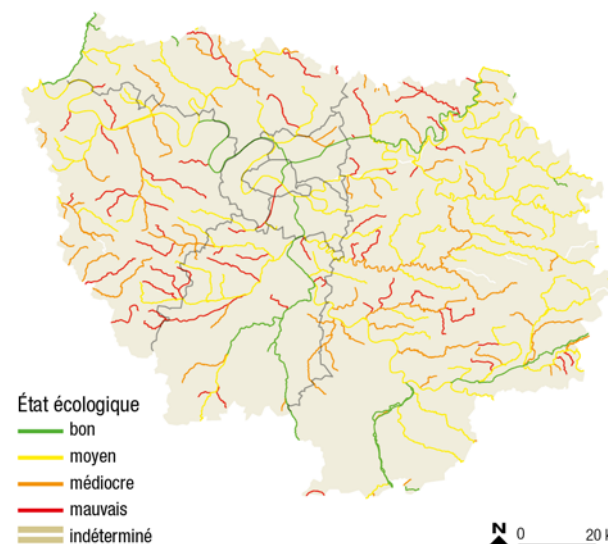 État écologique
bon
moyen
médiocre
mauvais
indéterminé
N 0 20 k